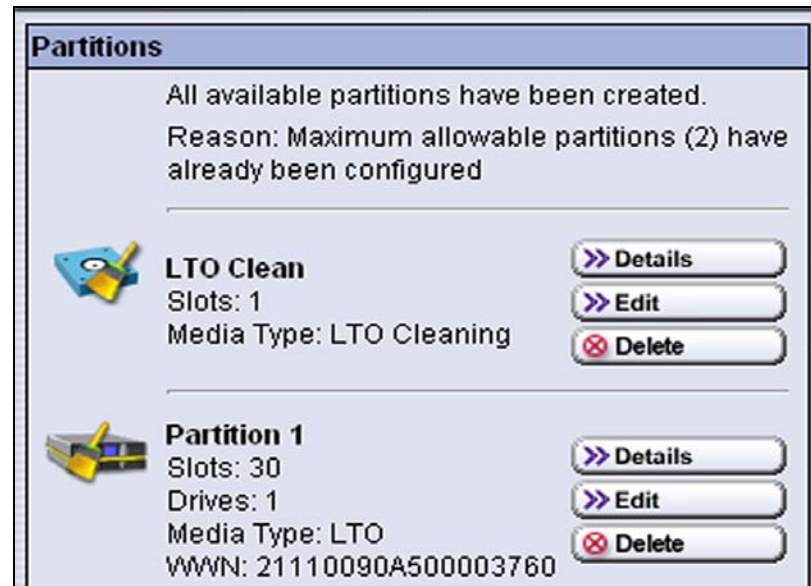 Partitions
All available partitions have been created.
Reason: Maximum allowable partitions (2) have
already been configured
LTO Clean
Slots: 1
Media Type: LTO Cleaning
Details
Edit
Delete
Partition 1
Slots: 30
Drives: 1
Media Type: LTO
WWN: 21110090A500003760
Details
Edit
Delete